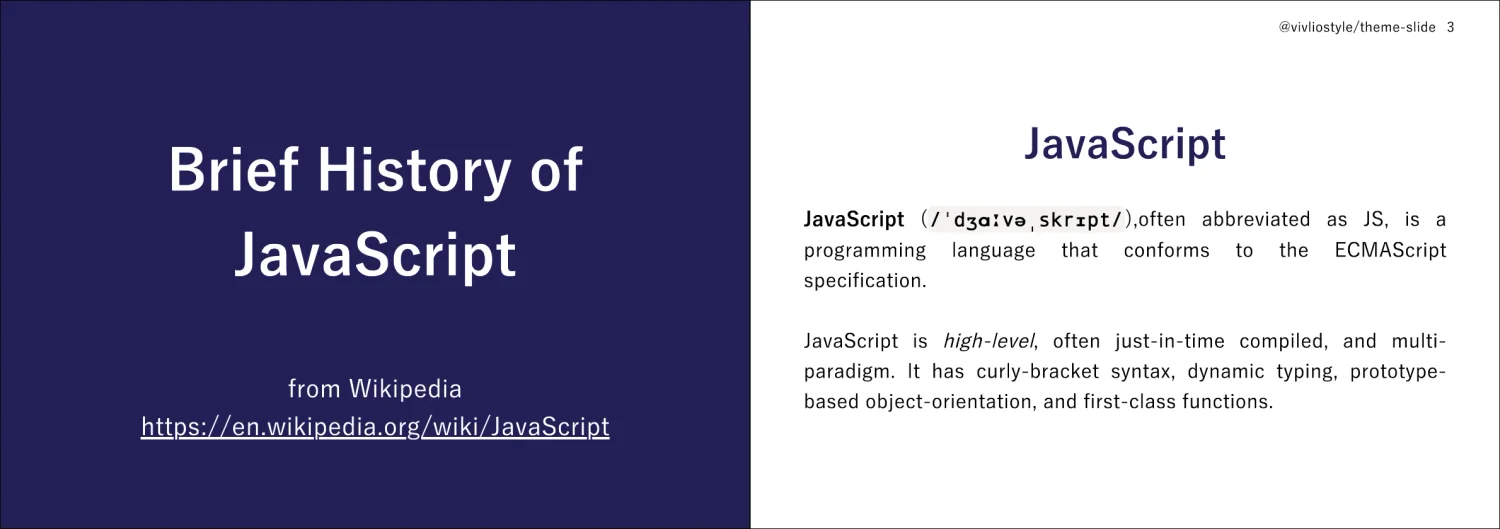 Brief History of
JavaScript
from Wikipedia
https://en.wikipedia.org/wiki/JavaScript
@vivliostyle/theme-slide 3
JavaScript
JavaScript (/ˈdʒɑːvəˌskrɪpt/),often abbreviated as JS, is a
programming language that conforms to the ECMAScript
specification.
JavaScript is high-level, often just-in-time compiled, and multi-
paradigm. It has curly-bracket syntax, dynamic typing, prototype-
based object-orientation, and first-class functions.